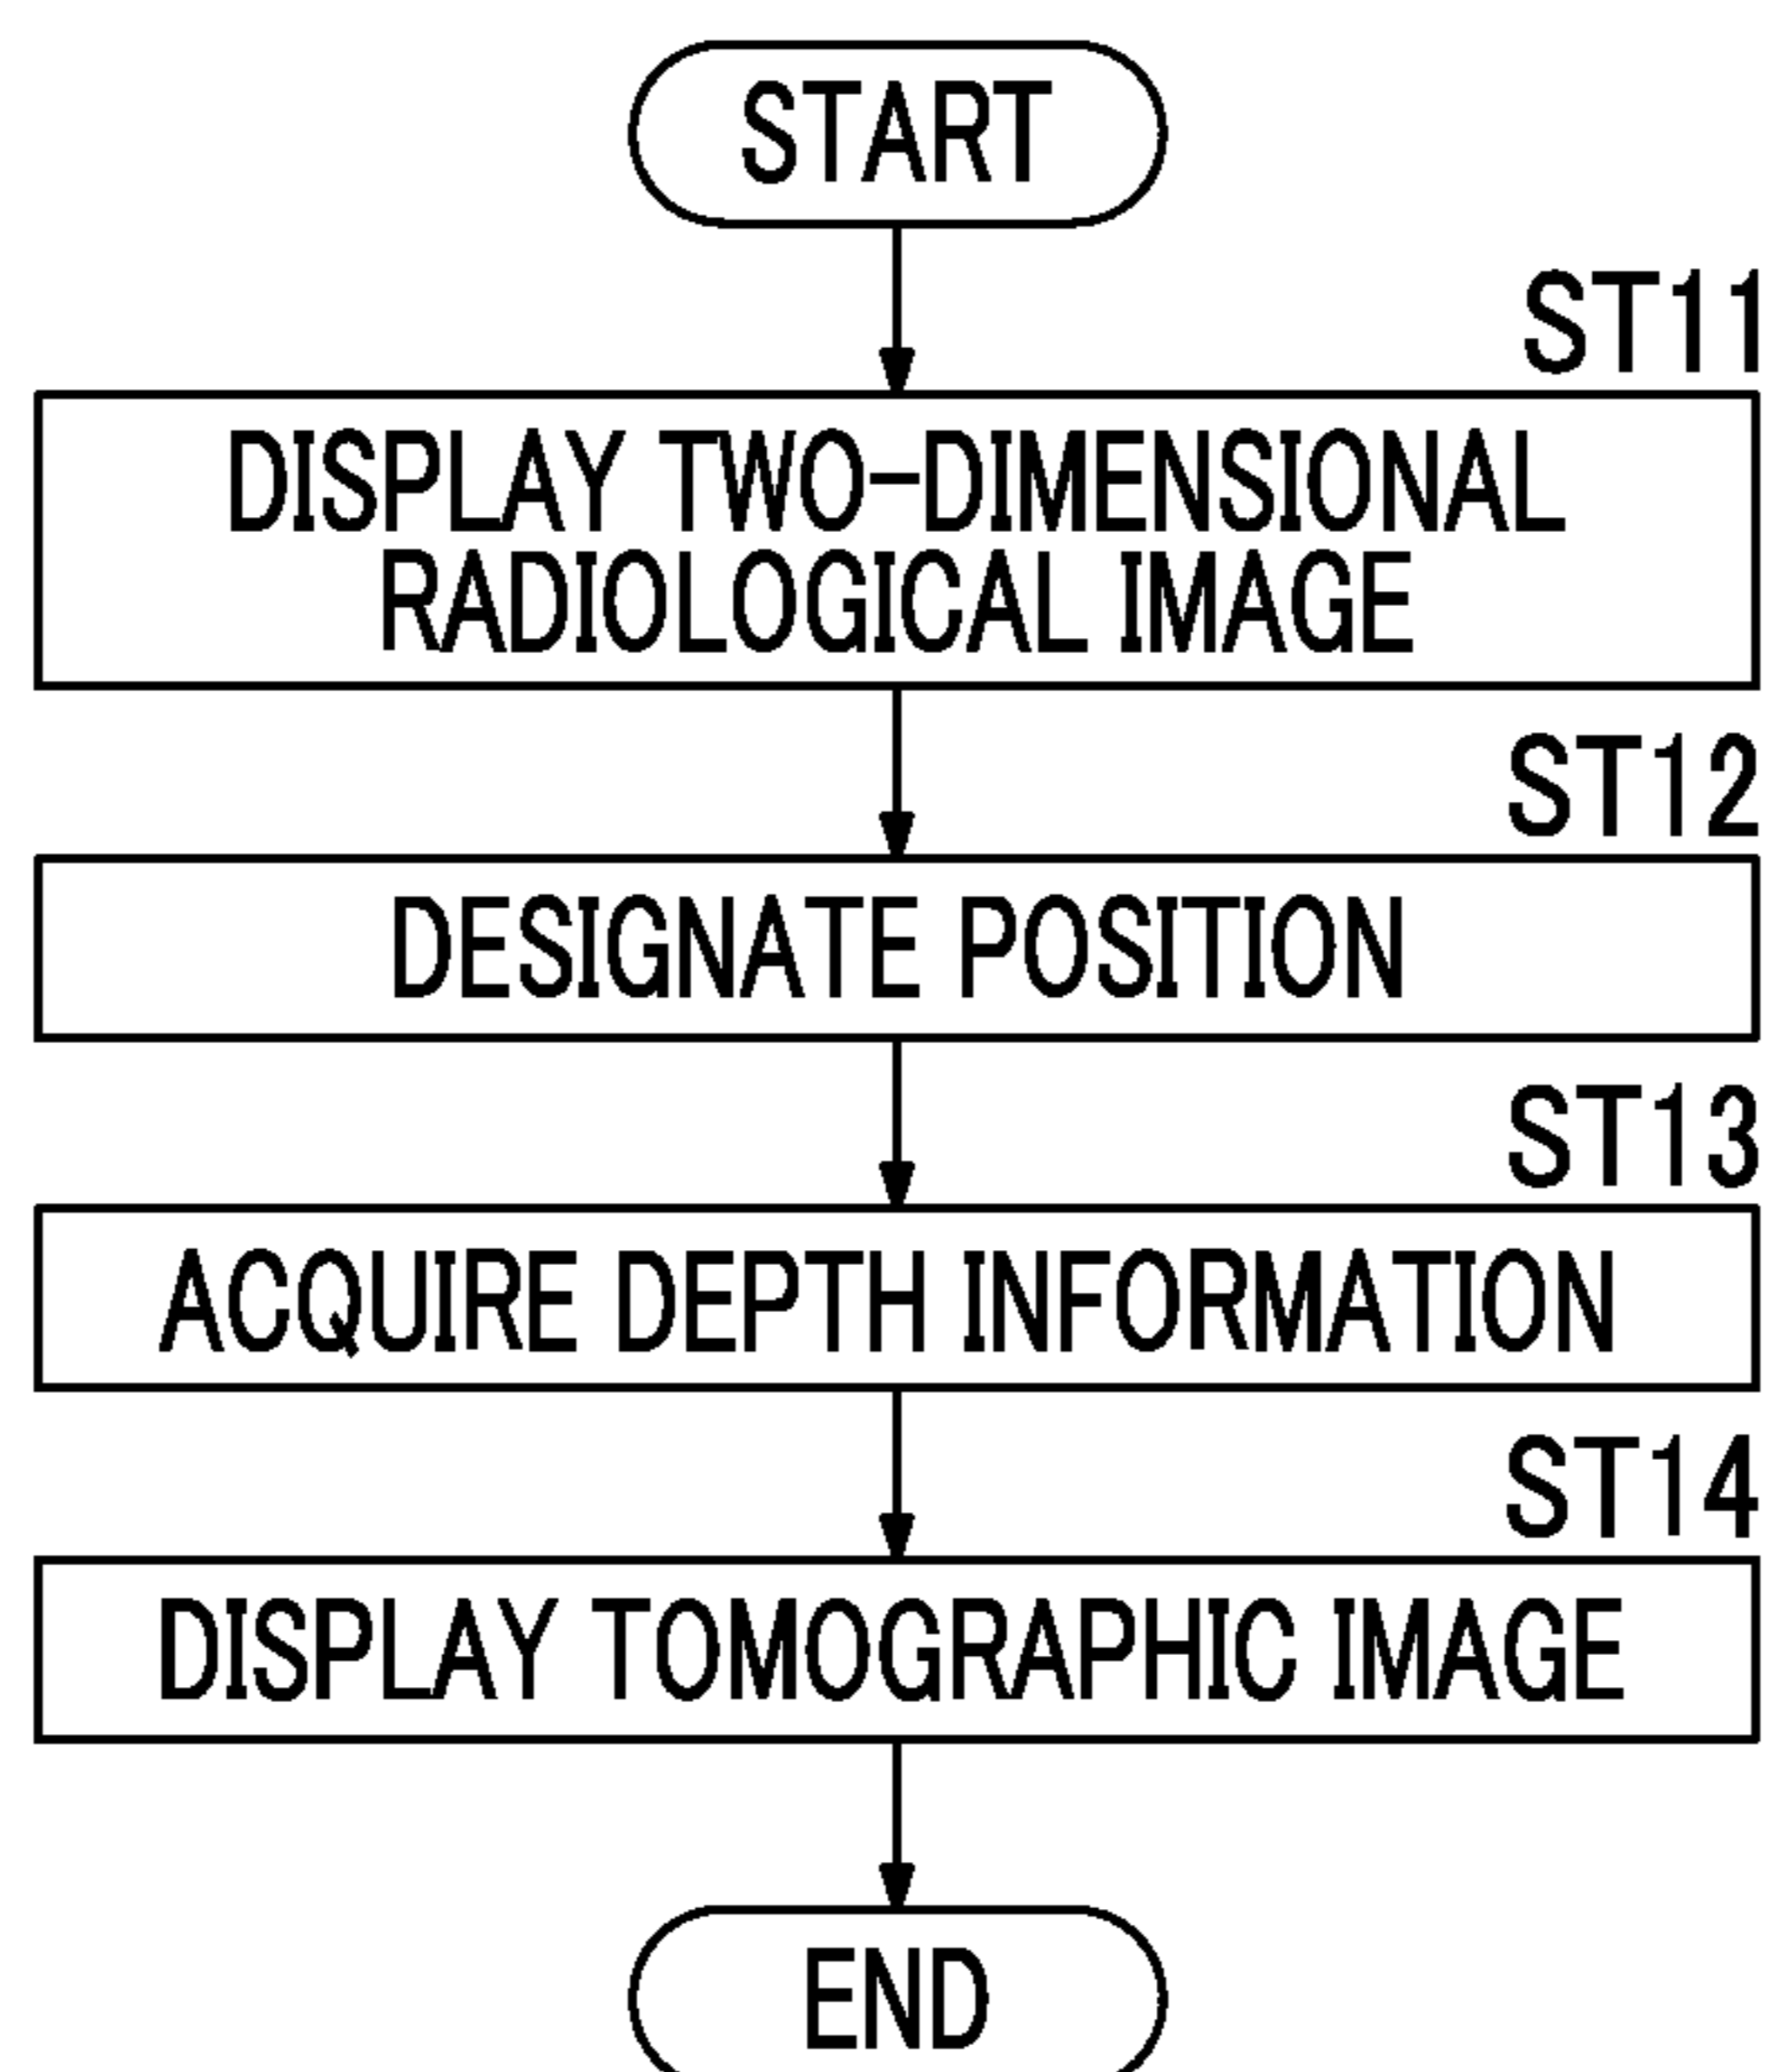 START
ST11
DISPLAY TWO-DIMENSIONAL
RADIOLOGICAL IMAGE
ST12
DESIGNATE POSITION
ST13
ACQUIRE DEPTH INFORMATION
ST14
DISPLAY TOMOGRAPHIC IMAGE
END